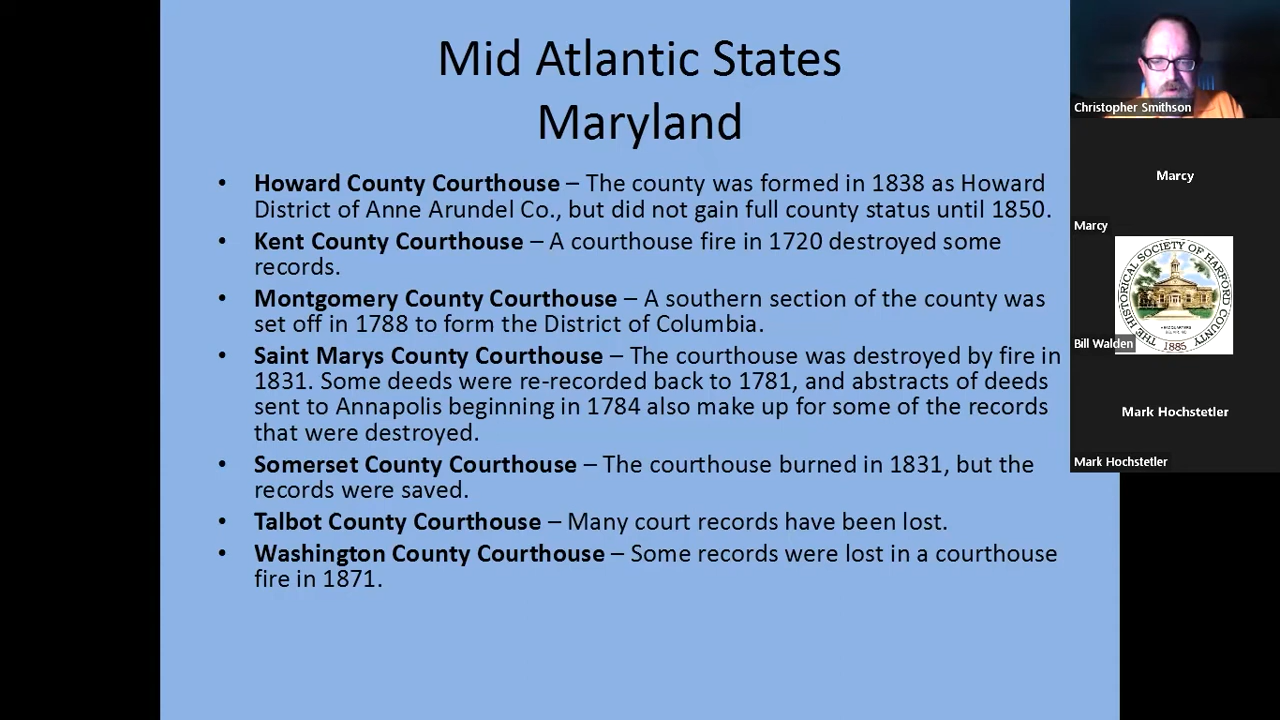 Mid Atlantic States
Maryland
• Howard County Courthouse – The county was formed in 1838 as Howard
District of Anne Arundel Co., but did not gain full county status until 1850.
• Kent County Courthouse – A courthouse fire in 1720 destroyed some
records.
• Montgomery County Courthouse – A southern section of the county was
set off in 1788 to form the District of Columbia.
• Saint Marys County Courthouse – The courthouse was destroyed by fire in
1831. Some deeds were re-recorded back to 1781, and abstracts of deeds
sent to Annapolis beginning in 1784 also make up for some of the records
that were destroyed.
• Somerset County Courthouse – The courthouse burned in 1831, but the
records were saved.
• Talbot County Courthouse – Many court records have been lost.
• Washington County Courthouse – Some records were lost in a courthouse
fire in 1871.
Christopher Smithson
Marcy
Marcy
THE HISTORICAL SOCIETY OF HARFORD COUNTY
HEADQUARTERS
1885
Bill Walden
Mark Hochstetler
Mark Hochstetler